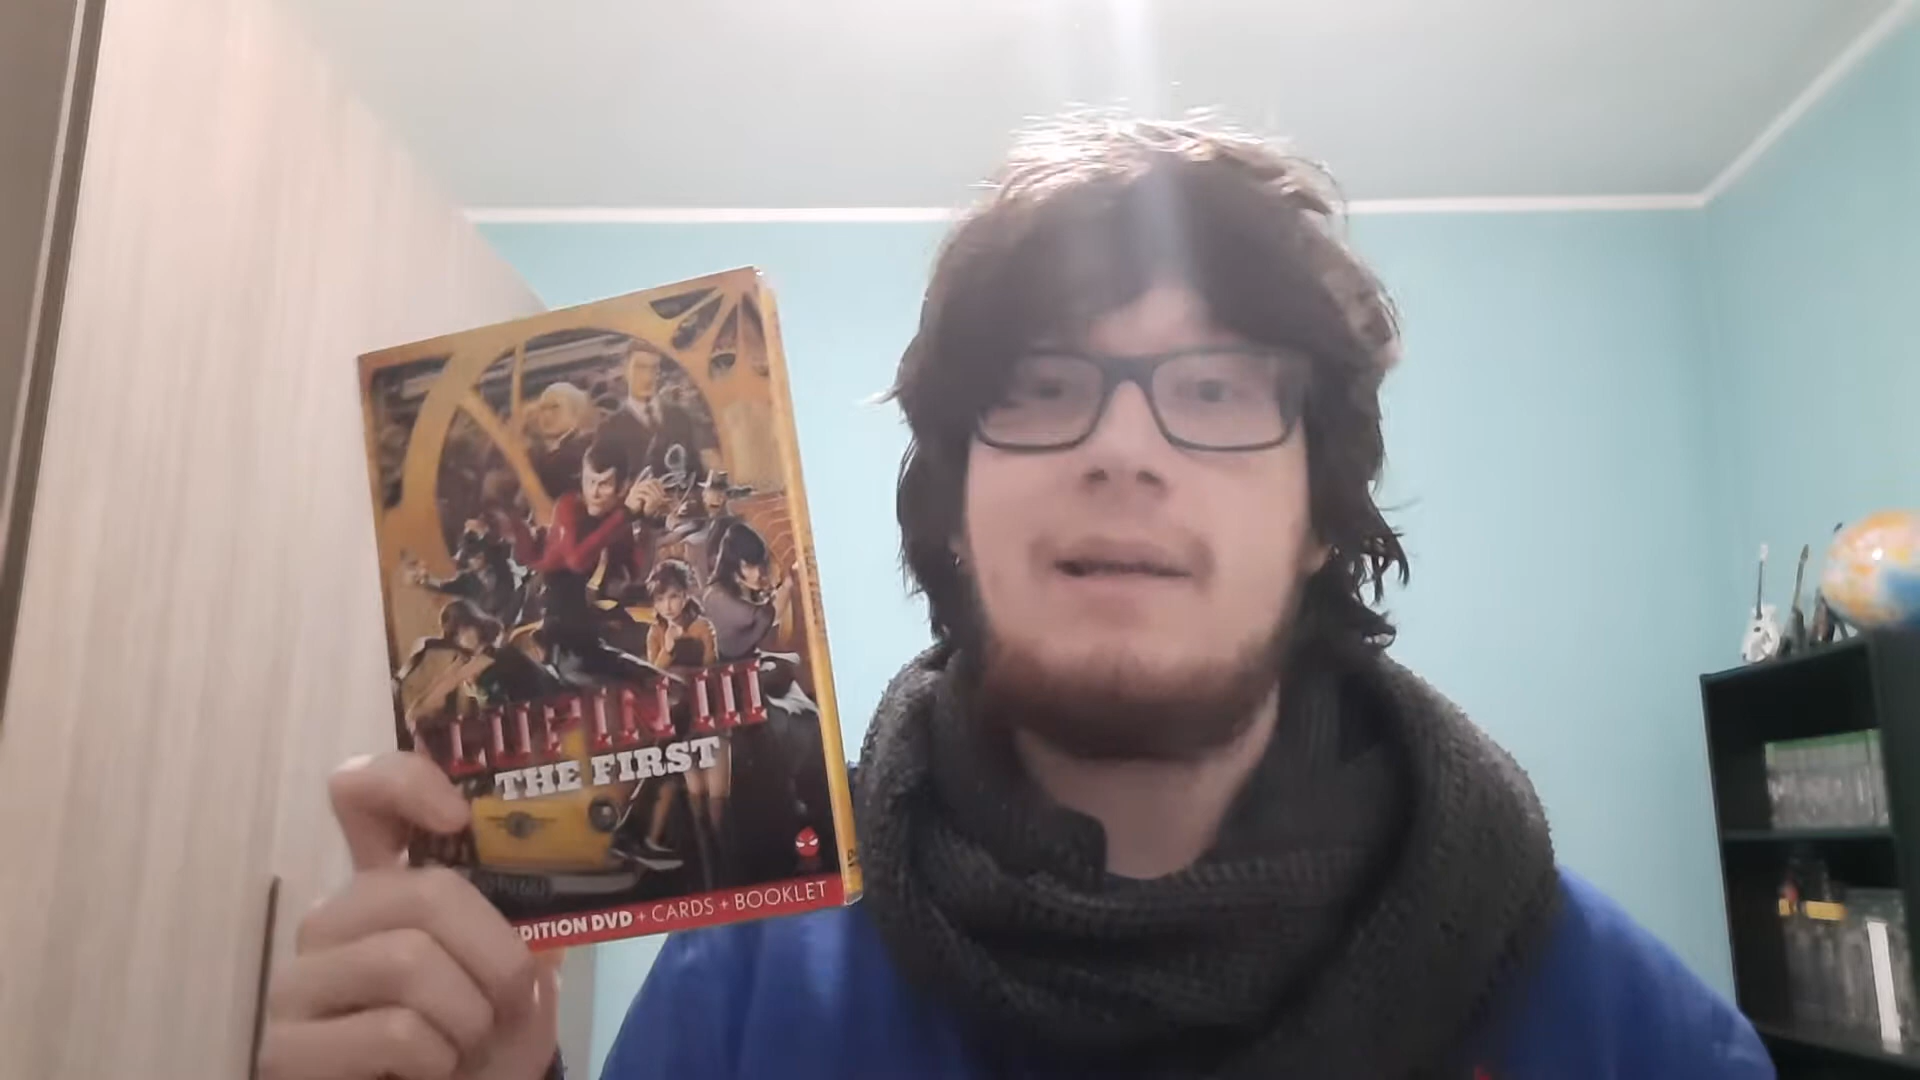 LUPIN III
THE FIRST
EDITION DVD + CARDS + BOOKLET